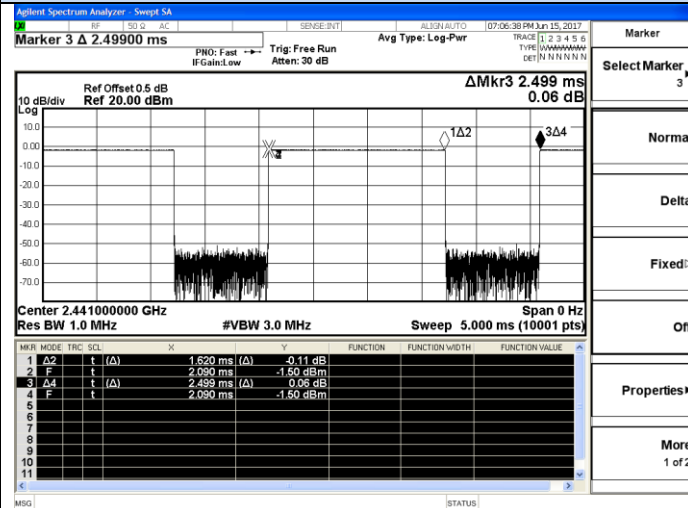 Agilent Spectrum Analyzer - Swept SA
RF 50 Ω AC SENSE:INT ALIGN AUTO 07:06:38 PM Jun 15, 2017
Marker 3 Δ 2.49900 ms
PNO: Fast
IFGain:Low
Trig: Free Run
Atten: 30 dB
Avg Type: Log-Pwr
TRACE 1 2 3 4 5 6
TYPE
DET N N N N N N
ΔMkr3 2.499 ms
0.06 dB
Ref Offset 0.5 dB
10 dB/div Ref 20.00 dBm
Log
10.0
0.00
-10.0
-20.0
-30.0
-40.0
-50.0
-60.0
-70.0
1Δ2
3Δ4
Center 2.441000000 GHz Span 0 Hz
Res BW 1.0 MHz #VBW 3.0 MHz Sweep 5.000 ms (10001 pts)
MKR MODE TRC SCL X Y FUNCTION FUNCTION WIDTH FUNCTION VALUE
1 Δ2 t (Δ) 1.620 ms (Δ) -0.11 dB
2 F t 2.090 ms -1.50 dBm
3 Δ4 t (Δ) 2.499 ms (Δ) 0.06 dB
4 F t 2.090 ms -1.50 dBm
5
6
7
8
9
10
11
MSG STATUS
Marker
Select Marker
3
Norma
Delta
Fixed
Of
Properties
More
1 of 2